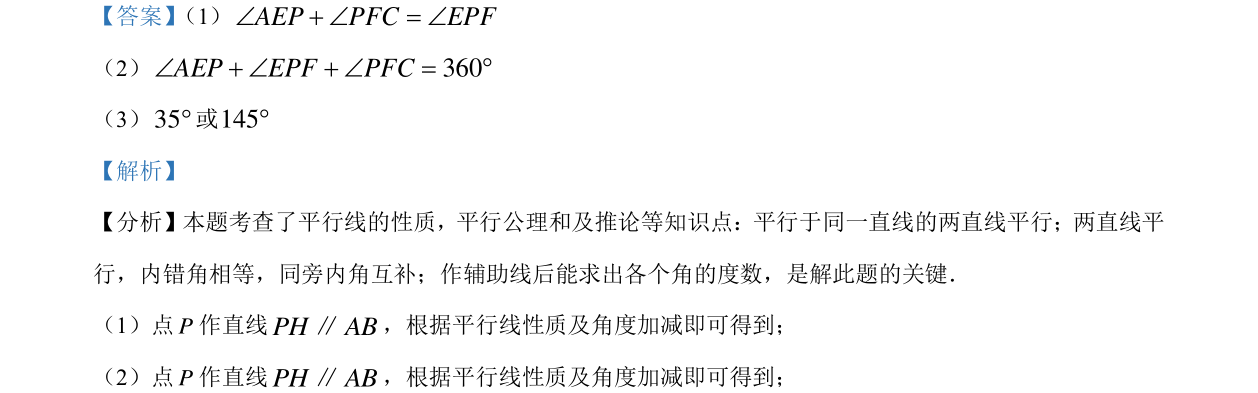 【答案】（1）∠AEP + ∠PFC = ∠EPF
（2）∠AEP + ∠EPF + ∠PFC = 360°
（3）35°或145°
【解析】
【分析】本题考查了平行线的性质，平行公理和及推论等知识点：平行于同一直线的两直线平行；两直线平
行，内错角相等，同旁内角互补；作辅助线后能求出各个角的度数，是解此题的关键．
（1）点 P 作直线 PH ∥ AB，根据平行线性质及角度加减即可得到；
（2）点 P 作直线 PH ∥ AB，根据平行线性质及角度加减即可得到；